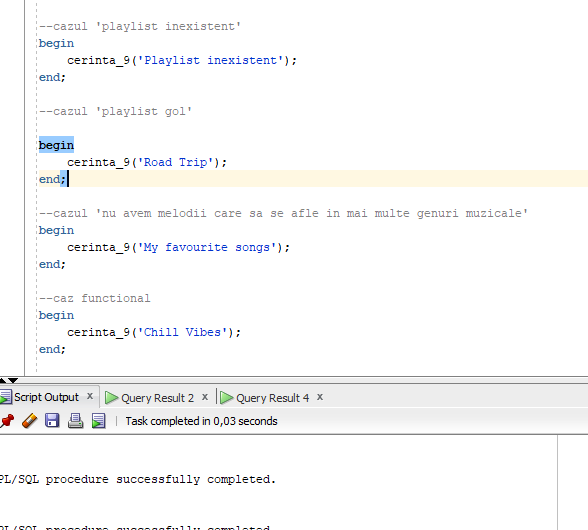 --cazul 'playlist inexistent'
begin
    cerinta_9('Playlist inexistent');
end;
--cazul 'playlist gol'
begin
    cerinta_9('Road Trip');
end;
--cazul 'nu avem melodii care sa se afle in mai multe genuri muzicale'
begin
    cerinta_9('My favourite songs');
end;
--caz functional
begin
    cerinta_9('Chill Vibes');
end;
Script Output x Query Result 2 x Query Result 4 x
Task completed in 0,03 seconds
PL/SQL procedure successfully completed.
PL/SQL procedure successfully completed.